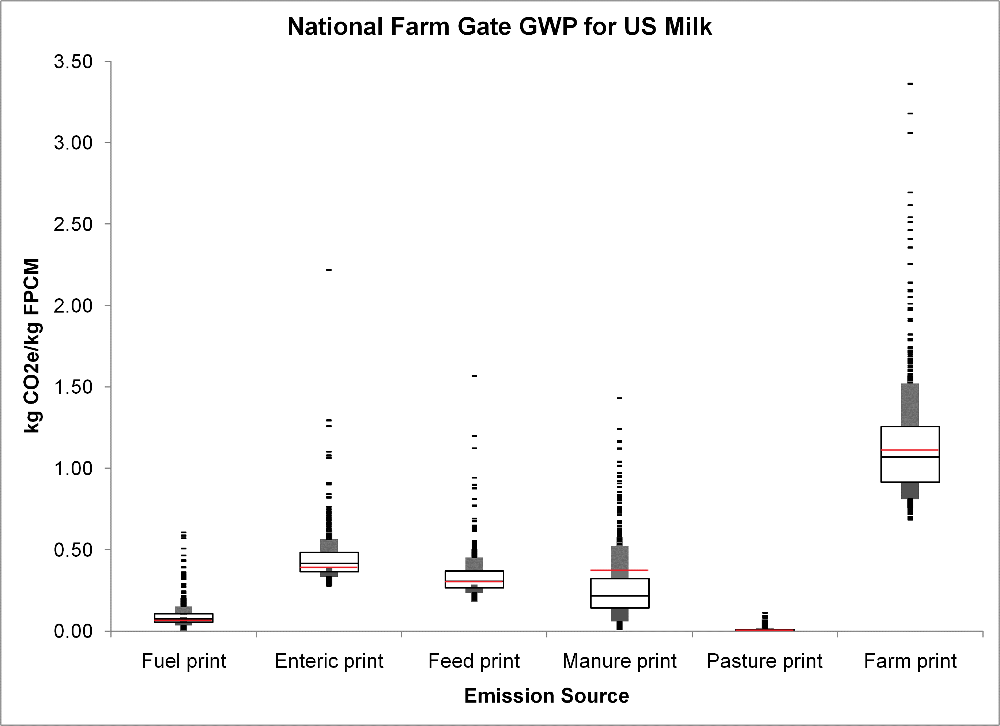 National Farm Gate GWP for US Milk
3.50
3.00
2.50
2.00
1.50
1.00
0.50
0.00
kg CO2e/kg FPCM
Fuel print
Enteric print
Feed print
Manure print
Pasture print
Farm print
Emission Source